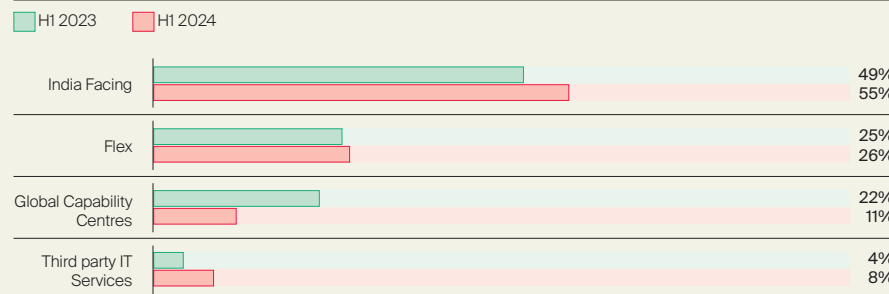 H1 2023 H1 2024
India Facing
49%
55%
Flex
25%
26%
Global Capability
Centres
22%
11%
Third party IT
Services
4%
8%